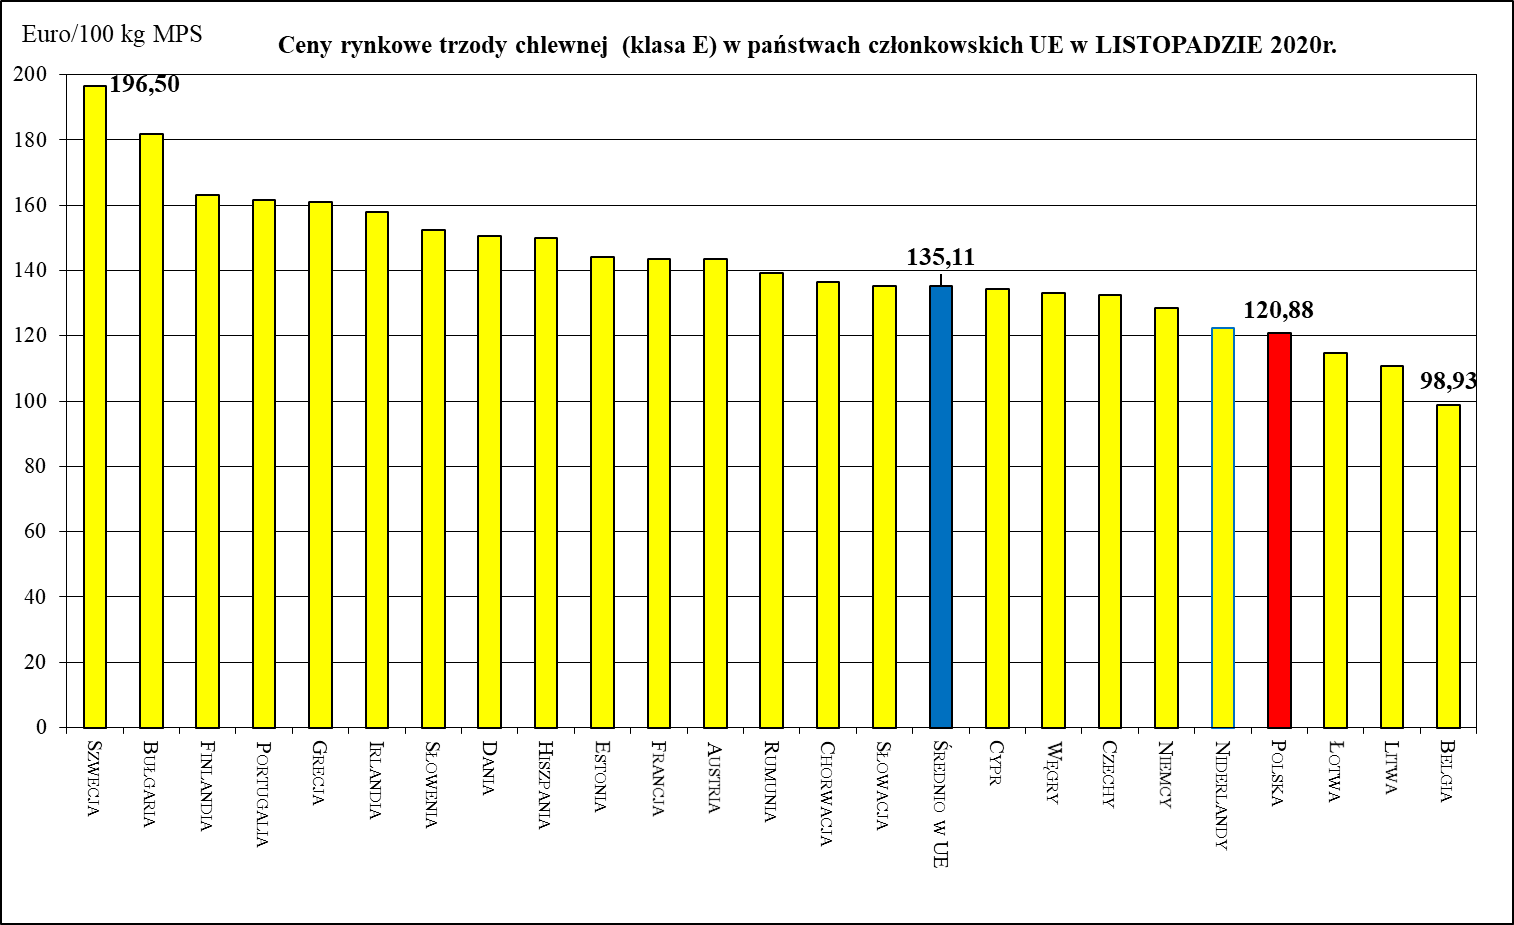 Euro/100 kg MPS
Ceny rynkowe trzody chlewnej (klasa E) w państwach członkowskich UE w LISTOPADZIE 2020r.
200
180
160
140
120
100
80
60
40
20
0
196,50
135,11
120,88
98,93
SZWECJA
BUŁGARIA
FINLANDIA
PORTUGALIA
GRECJA
IRLANDIA
SŁOWENIA
DANIA
HISZPANIA
ESTONIA
FRANCJA
AUSTRIA
RUMUNIA
CHORWACJA
SŁOWACJA
ŚREDNIO W UE
CYPR
WĘGRY
CZECHY
NIEMCY
NIDERLANDY
POLSKA
ŁOTWA
LITWA
BELGIA